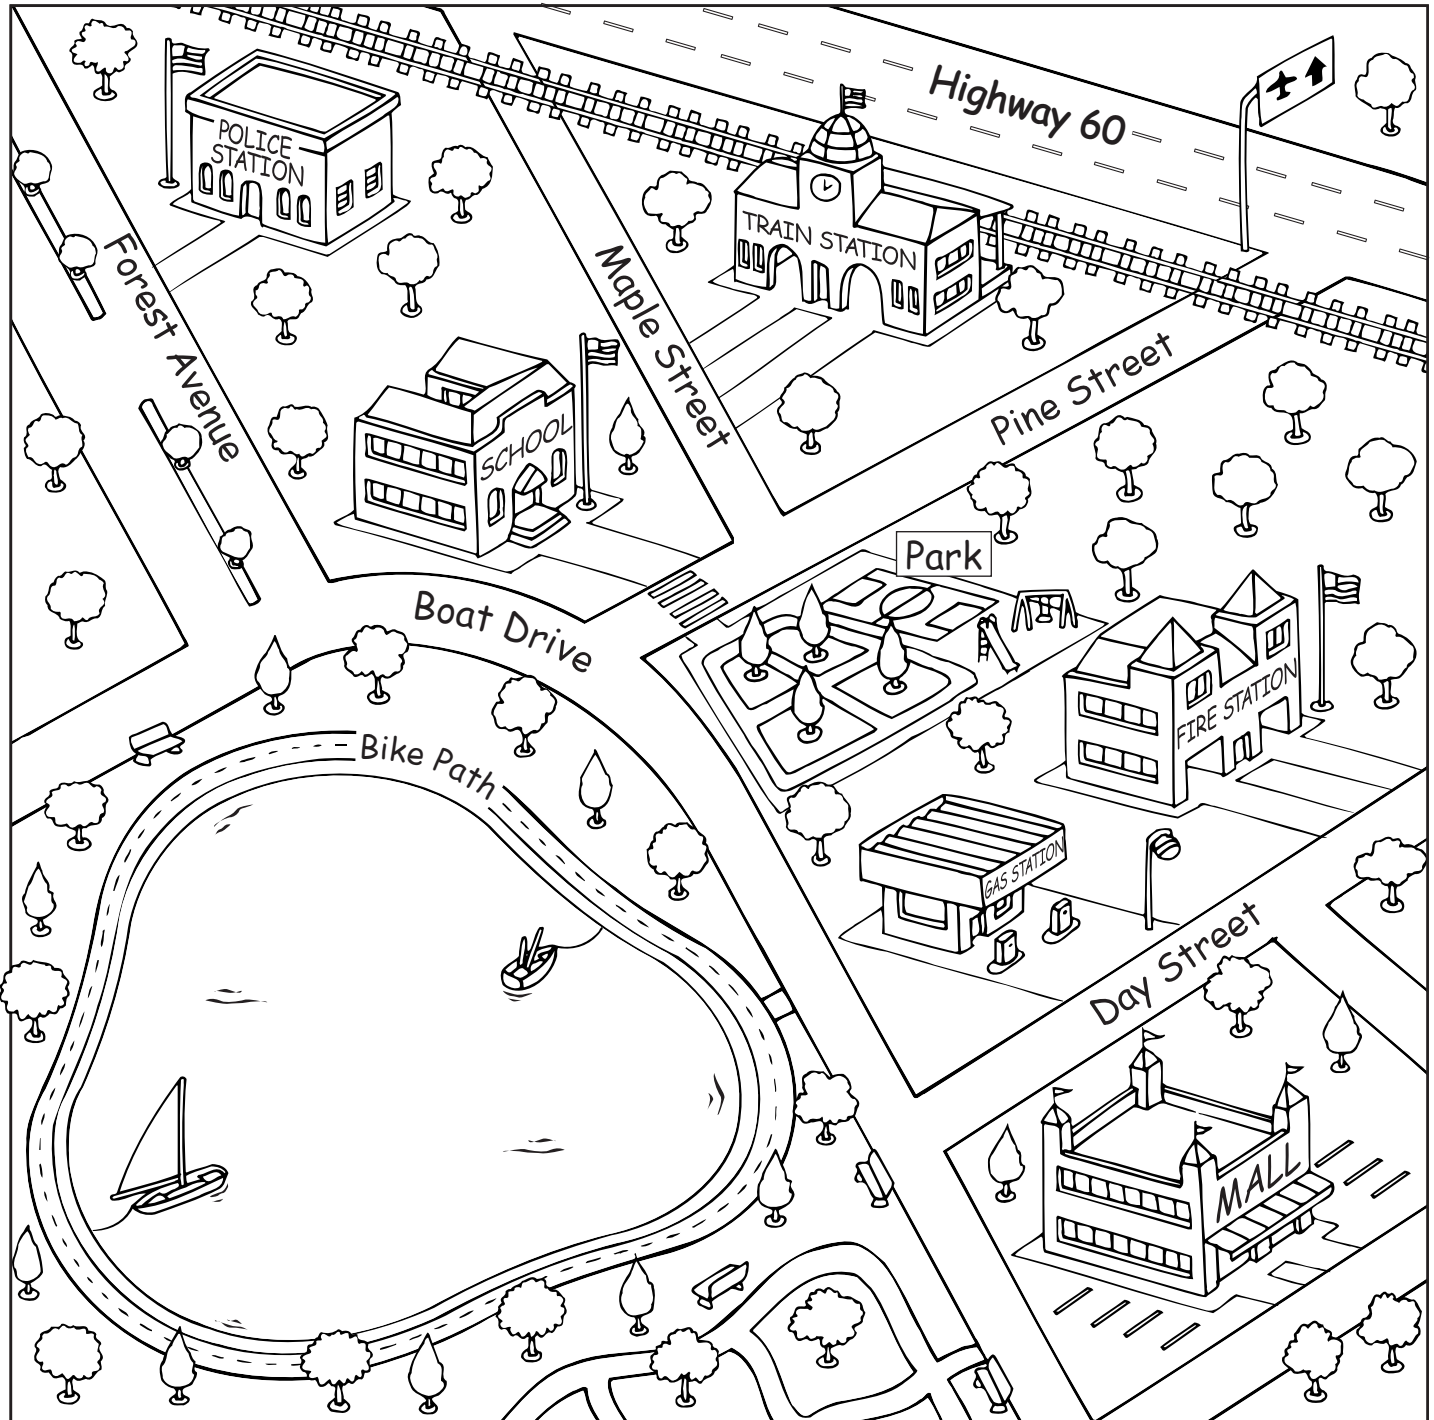 Highway 60
POLICE
STATION
TRAIN STATION
Forest Avenue
Maple Street
Pine Street
SCHOOL
Park
Boat Drive
FIRE STATION
Bike Path
GAS STATION
Day Street
MALL